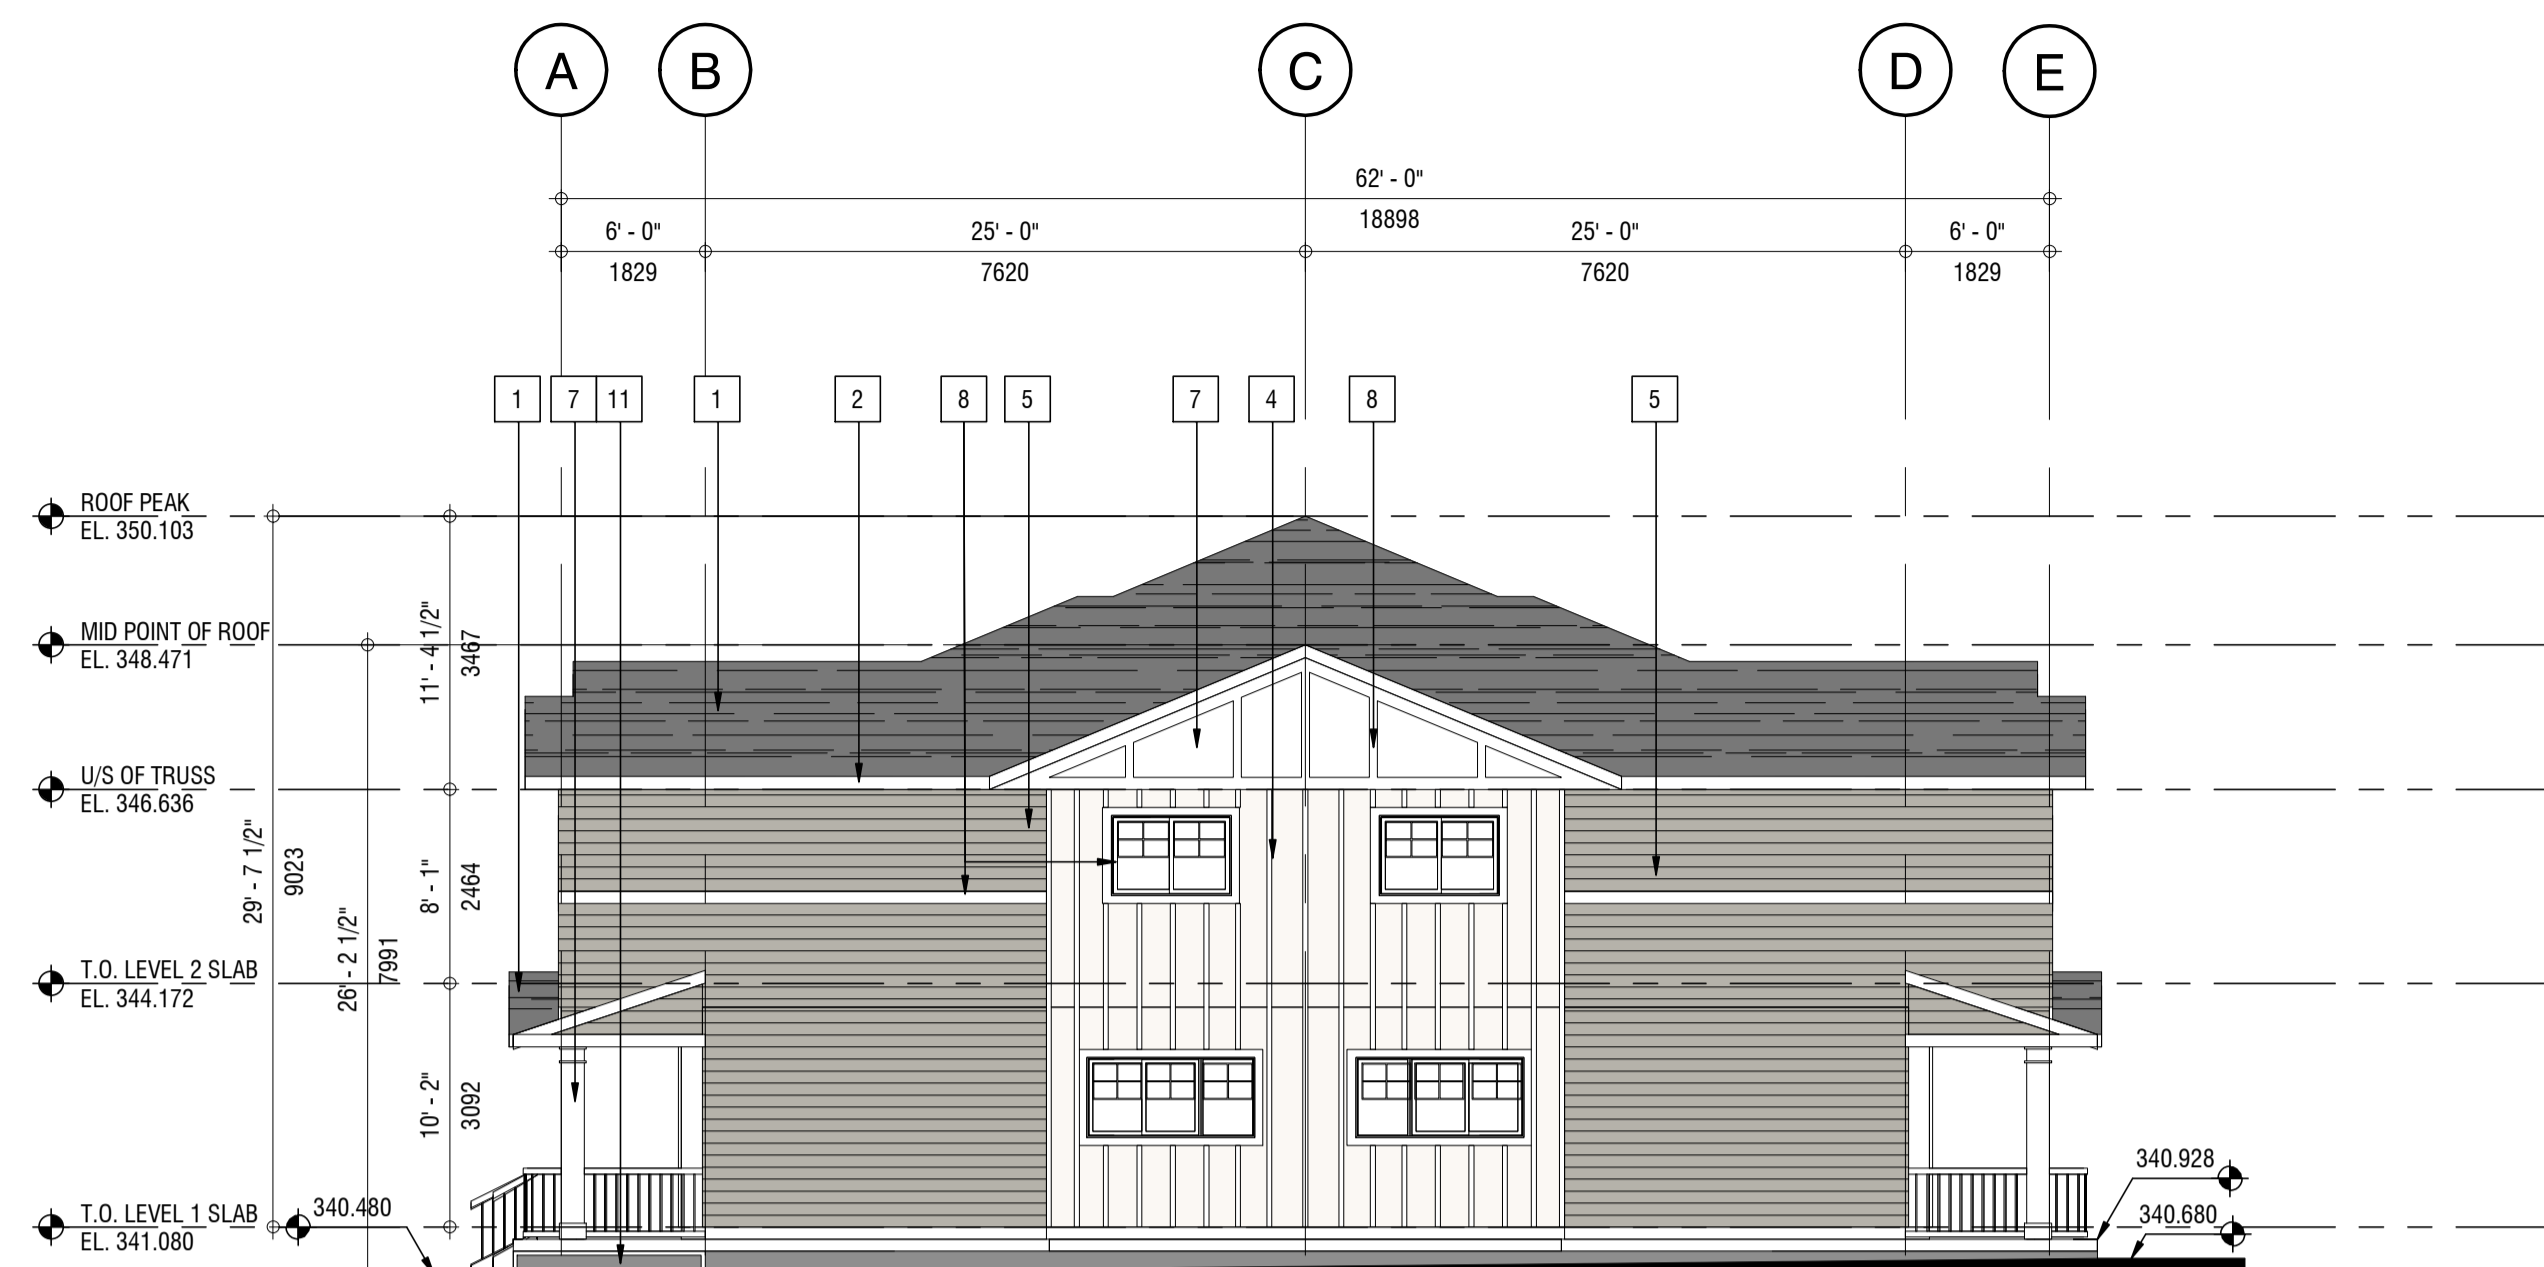 A B C D E
62' - 0"
18898
6' - 0" 25' - 0" 25' - 0" 6' - 0"
1829 7620 7620 1829
1 7 11 1 2 8 5 7 4 8 5
ROOF PEAK
EL. 350.103
MID POINT OF ROOF
EL. 348.471
11' - 4 1/2"
3467
U/S OF TRUSS
EL. 346.636
29' - 7 1/2"
9023
8' - 1"
2464
26' - 2 1/2"
7991
T.O. LEVEL 2 SLAB
EL. 344.172
10' - 2"
3092
T.O. LEVEL 1 SLAB
EL. 341.080
340.480
340.928
340.680